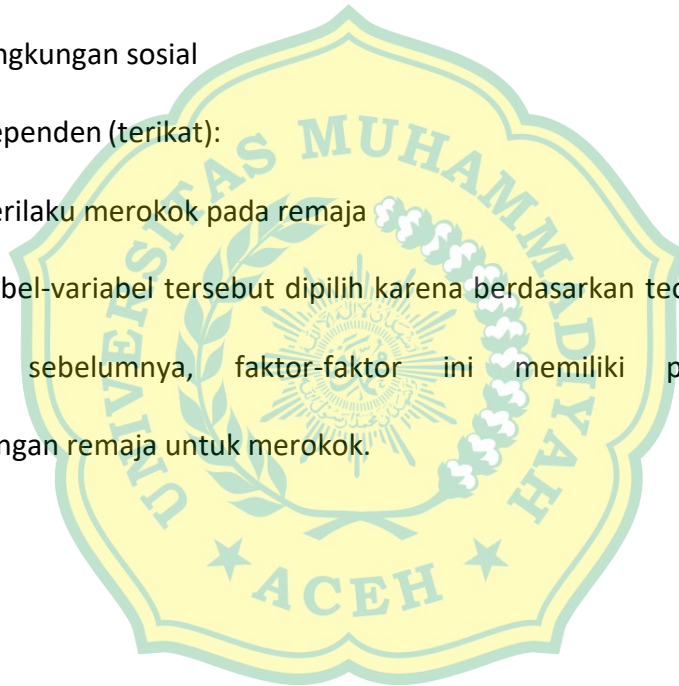 ngkungan sosial
ependen (terikat):
erilaku merokok pada remaja
bel-variabel tersebut dipilih karena berdasarkan teo
sebelumnya, faktor-faktor ini memiliki p
ngan remaja untuk merokok.
UNIVERSITAS MUHAMMADIYAH
ACEH